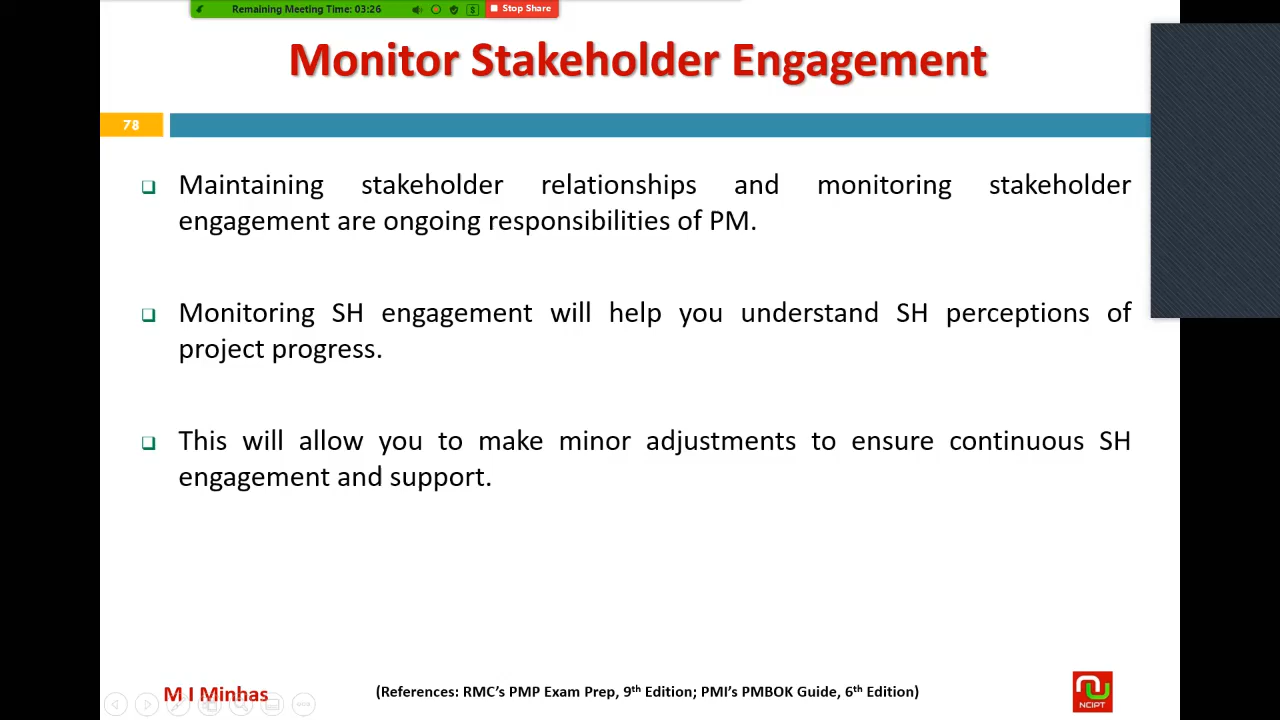 Remaining Meeting Time: 03:26
Stop Share
Monitor Stakeholder Engagement
78
Maintaining stakeholder relationships and monitoring stakeholder
engagement are ongoing responsibilities of PM.
Monitoring SH engagement will help you understand SH perceptions of
project progress.
This will allow you to make minor adjustments to ensure continuous SH
engagement and support.
M I Minhas
(References: RMC's PMP Exam Prep, 9th Edition; PMI's PMBOK Guide, 6th Edition)
NCIPT